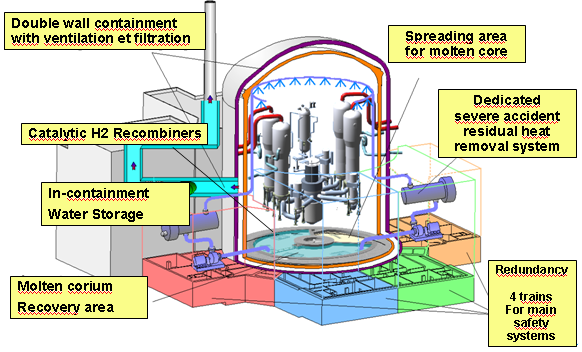 Double wall containment
with ventilation et filtration
Spreading area
for molten core
Catalytic H2 Recombiners
Dedicated
severe accident
residual heat
removal system
In-containment
Water Storage
Molten corium
Recovery area
Redundancy
4 trains
For main
safety
systems